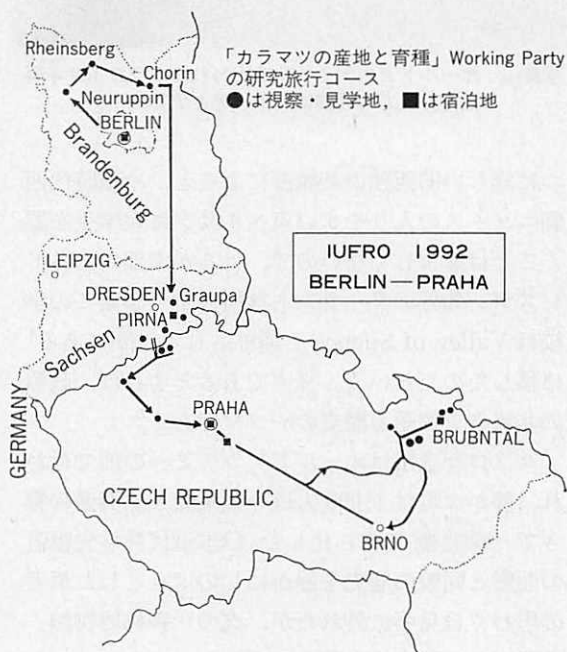 「カラマツの産地と育種」Working Party
の研究旅行コース
●は視察・見学地,■は宿泊地
Rheinsberg
Chorin
Neuruppin
BERLIN
Brandenburg
IUFRO 1992
BERLIN—PRAHA
LEIPZIG
DRESDEN
Graupa
PIRNA
Sachsen
GERMANY
PRAHA
BRUBNTAL
CZECH REPUBLIC
BRNO